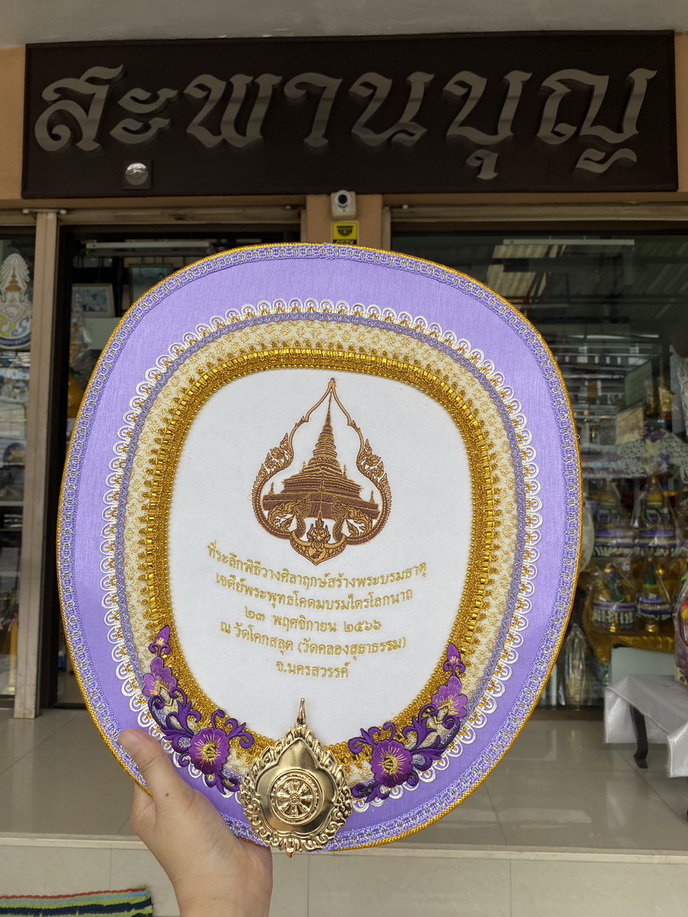 สะพานบุญ
CCTV
ที่ระลึกพิธีวางศิลาฤกษ์สร้างพระบรมธาตุ
เจดีย์พระพุทธโคดมบรมไตรโลกนาถ
๒๓ พฤศจิกายน ๒๕๖๖
ณ วัดโคกสลุด (วัดคลองสุธาธรรม)
จ.นครสวรรค์